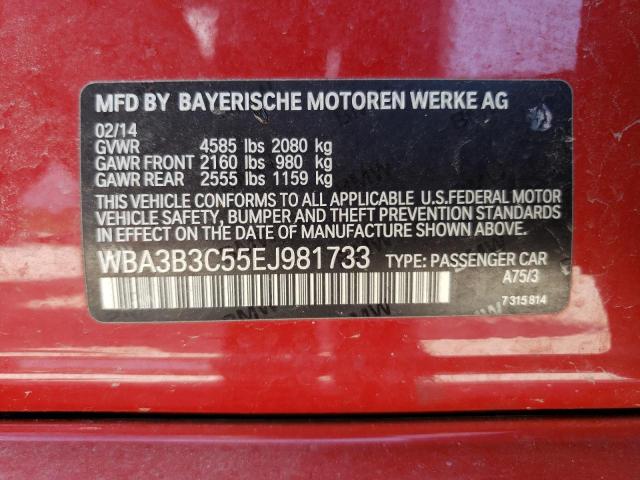 MFD BY BAYERISCHE MOTOREN WERKE AG
02/14
GVWR 4585 lbs 2080 kg
GAWR FRONT 2160 lbs 980 kg
GAWR REAR 2555 lbs 1159 kg
THIS VEHICLE CONFORMS TO ALL APPLICABLE U.S.FEDERAL MOTOR
VEHICLE SAFETY, BUMPER AND THEFT PREVENTION STANDARDS
IN EFFECT ON THE DATE OF MANUFACTURE SHOWN ABOVE.
WBA3B3C55EJ981733 TYPE: PASSENGER CAR
A75/3
7 315 814